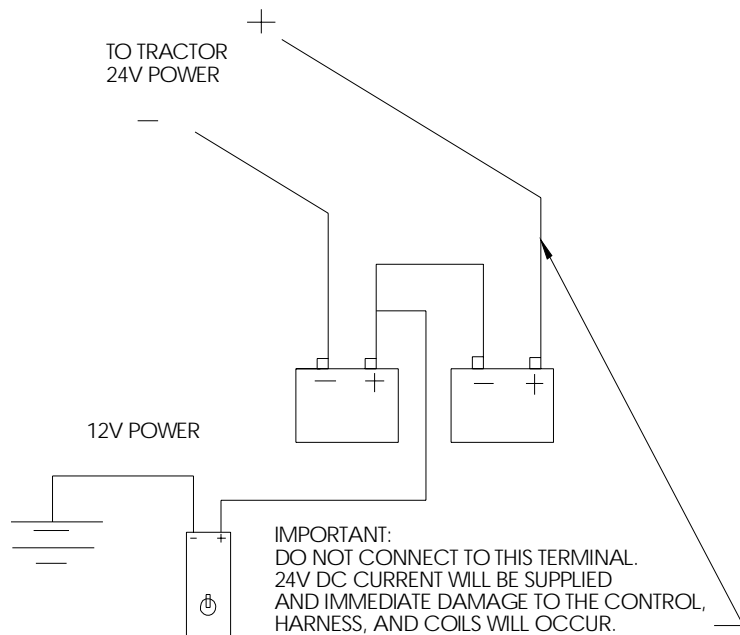 +
TO TRACTOR
24V POWER
−
− +
− +
12V POWER
- +
IMPORTANT:
DO NOT CONNECT TO THIS TERMINAL.
24V DC CURRENT WILL BE SUPPLIED
AND IMMEDIATE DAMAGE TO THE CONTROL,
HARNESS, AND COILS WILL OCCUR.